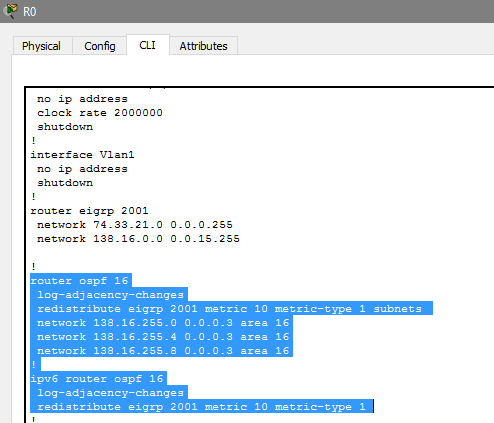 R0
Physical Config CLI Attributes
no ip address
clock rate 2000000
shutdown
!
interface Vlan1
no ip address
shutdown
!
router eigrp 2001
network 74.33.21.0 0.0.0.255
network 138.16.0.0 0.0.15.255
!
router ospf 16
log-adjacency-changes
redistribute eigrp 2001 metric 10 metric-type 1 subnets
network 138.16.255.0 0.0.0.3 area 16
network 138.16.255.4 0.0.0.3 area 16
network 138.16.255.8 0.0.0.3 area 16
!
ipv6 router ospf 16
log-adjacency-changes
redistribute eigrp 2001 metric 10 metric-type 1
!